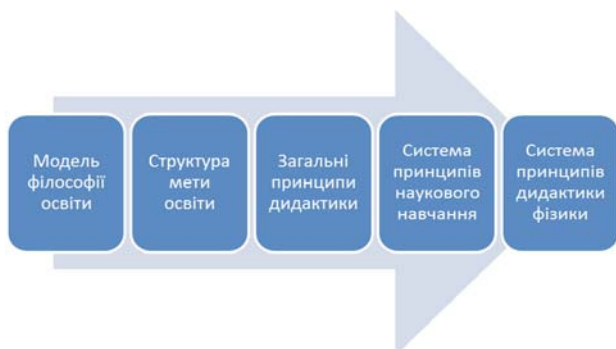 Модель
філософії
освіти
Структура
мети
освіти
Загальні
принципи
дидактики
Система
принципів
наукового
навчання
Система
принципів
дидактики
фізики